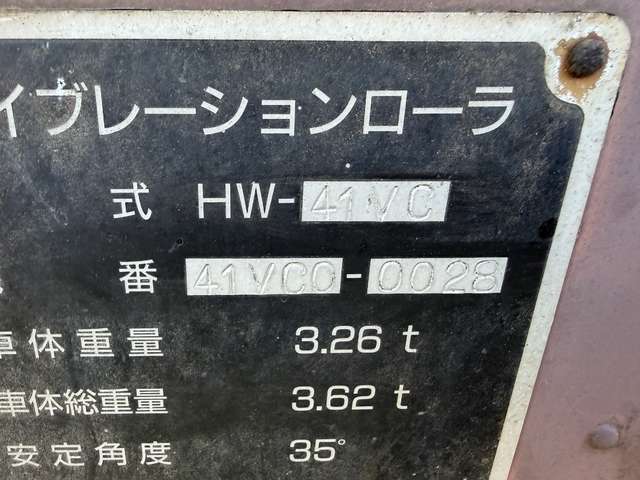 イブレーションローラ
式 HW-41VC
番 41VC0-0028
車体重量 3.26 t
車体総重量 3.62 t
安定角度 35°